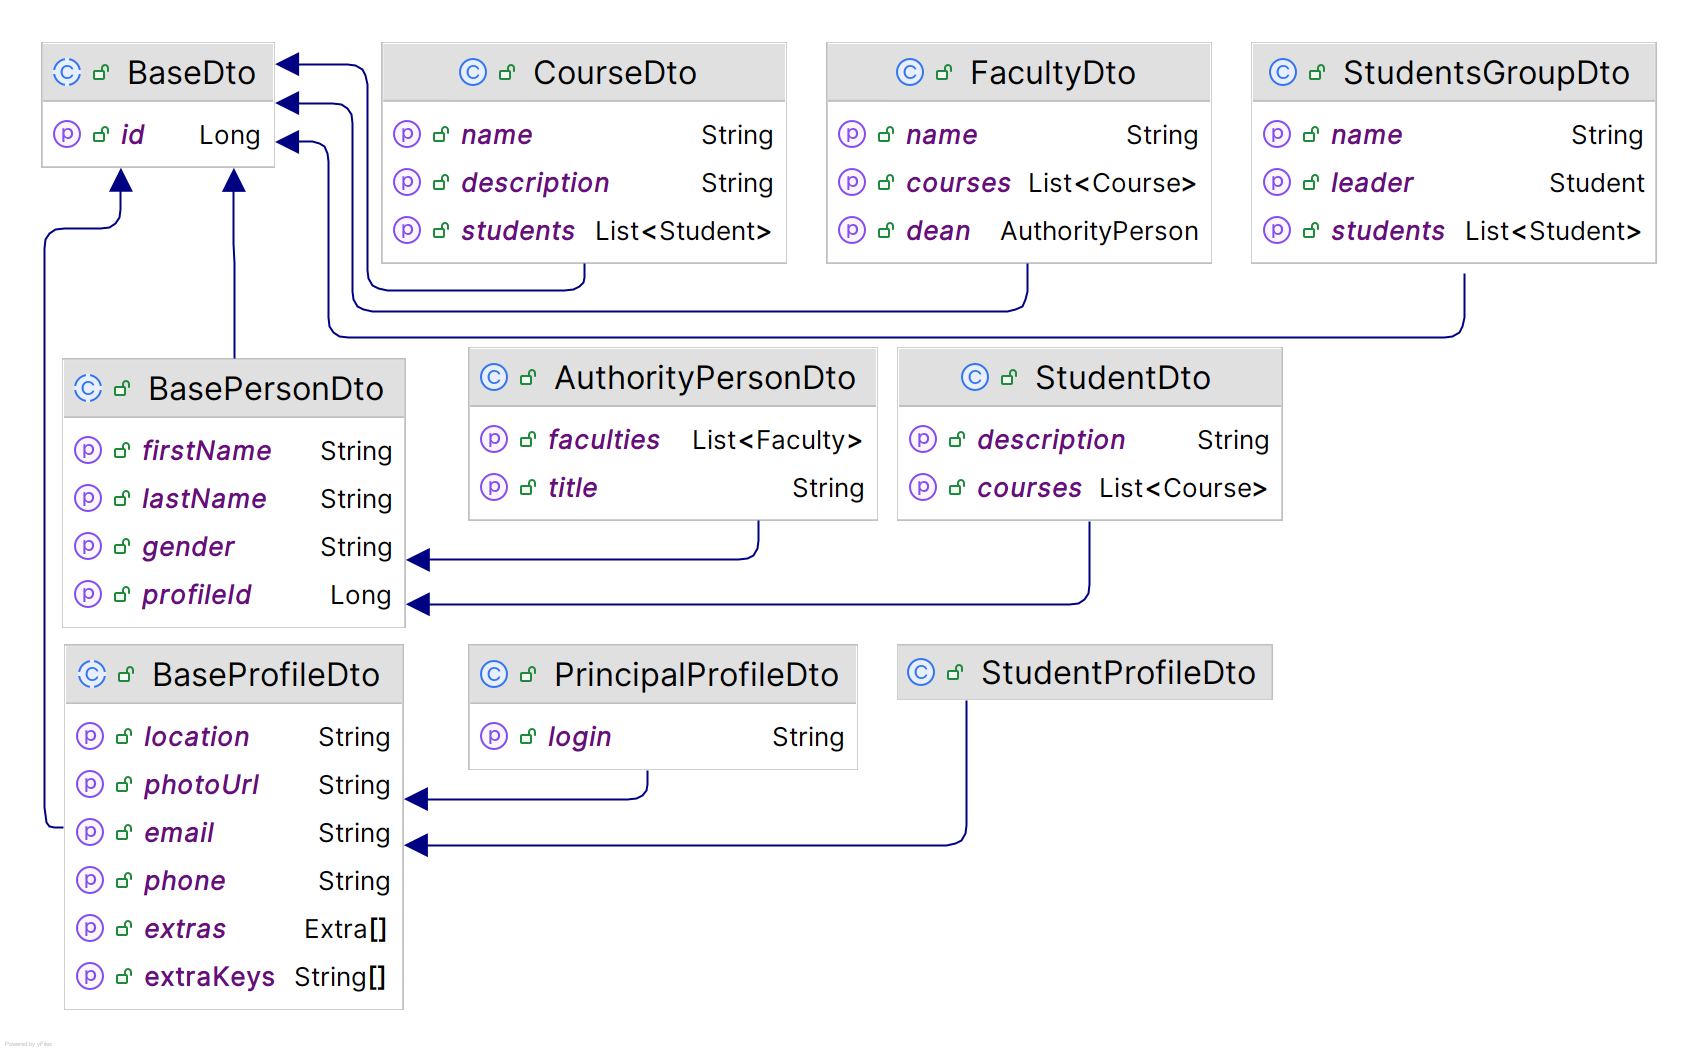 BaseDto
id Long
CourseDto
name String
description String
students List<Student>
FacultyDto
name String
courses List<Course>
dean AuthorityPerson
StudentsGroupDto
name String
leader Student
students List<Student>
BasePersonDto
firstName String
lastName String
gender String
profileId Long
AuthorityPersonDto
faculties List<Faculty>
title String
StudentDto
description String
courses List<Course>
BaseProfileDto
location String
photoUrl String
email String
phone String
extras Extra[]
extraKeys String[]
PrincipalProfileDto
login String
StudentProfileDto
Powered by yFiles